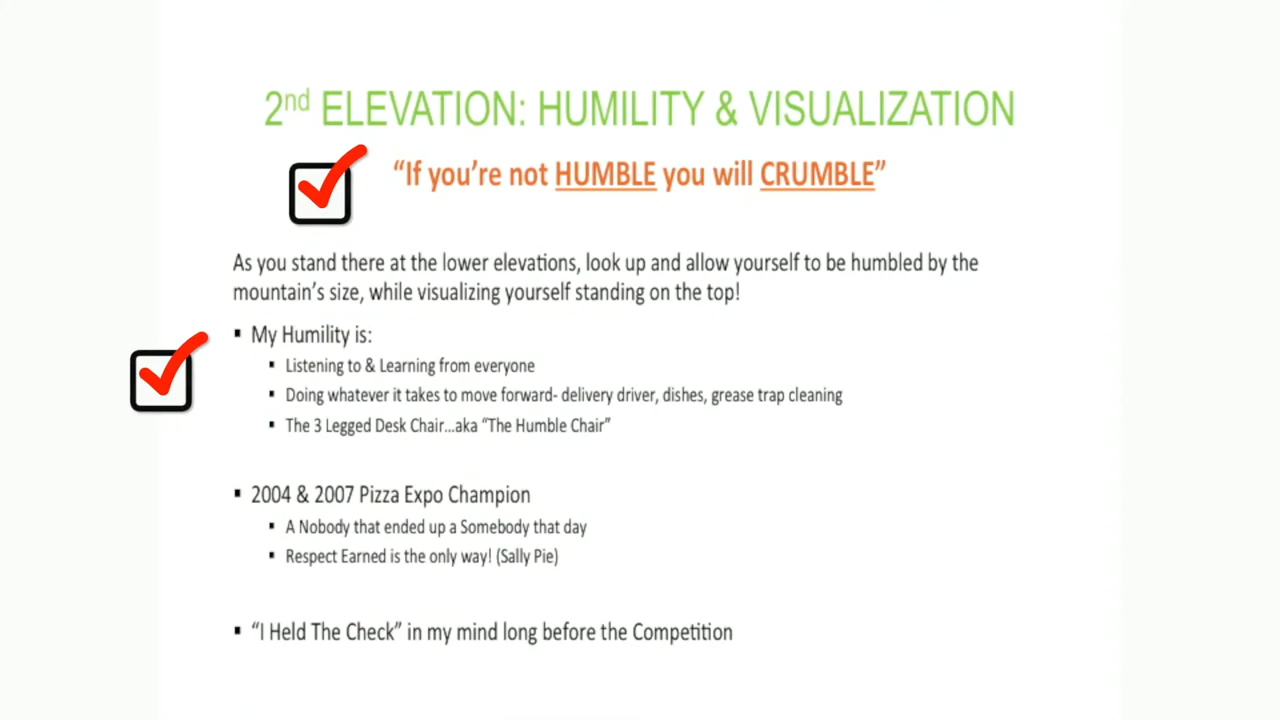 2nd ELEVATION: HUMILITY & VISUALIZATION
“If you’re not HUMBLE you will CRUMBLE”
As you stand there at the lower elevations, look up and allow yourself to be humbled by the
mountain’s size, while visualizing yourself standing on the top!
▪ My Humility is:
▪ Listening to & Learning from everyone
▪ Doing whatever it takes to move forward- delivery driver, dishes, grease trap cleaning
▪ The 3 Legged Desk Chair…aka “The Humble Chair”
▪ 2004 & 2007 Pizza Expo Champion
▪ A Nobody that ended up a Somebody that day
▪ Respect Earned is the only way! (Sally Pie)
▪ “I Held The Check” in my mind long before the Competition